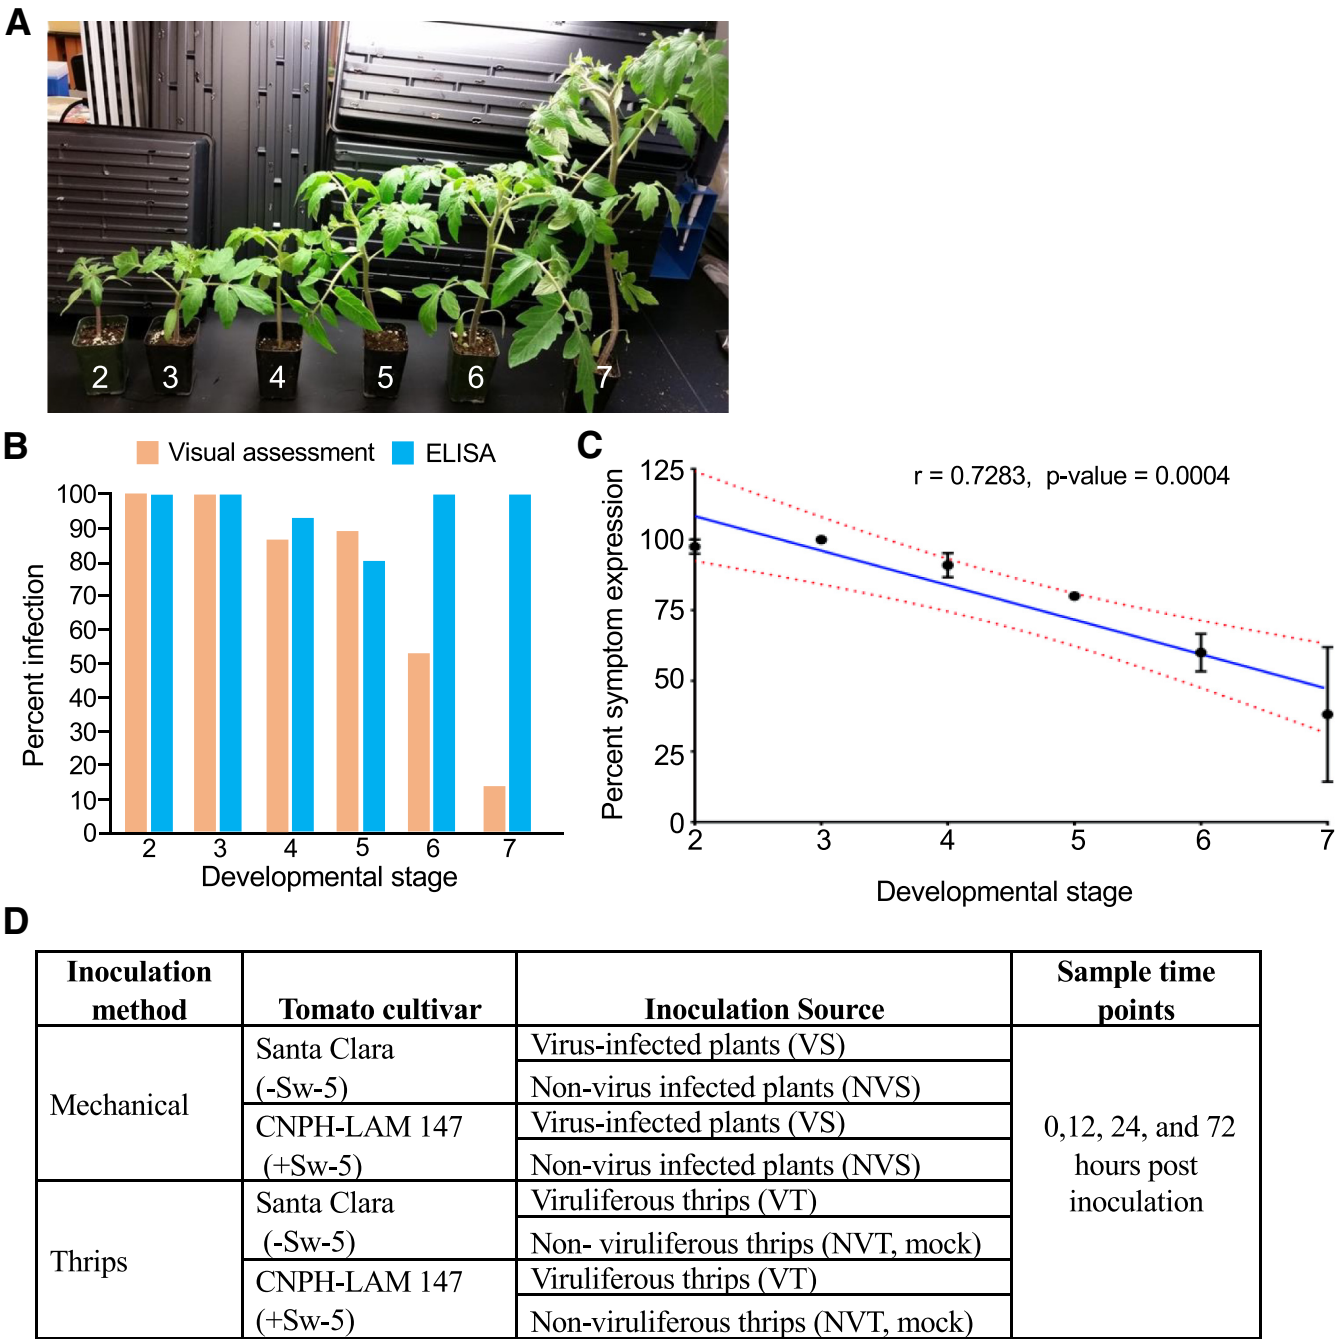 A
2 3 4 5 6 7
B
Visual assessment ELISA
Percent infection
100
90
80
70
60
50
40
30
20
10
0
2 3 4 5 6 7
Developmental stage
C
r = 0.7283, p-value = 0.0004
Percent symptom expression
125
100
75
50
25
0
2 3 4 5 6 7
Developmental stage
D
Inoculation
method
Tomato cultivar
Inoculation Source
Sample time
points
Mechanical
Santa Clara
(-Sw-5)
Virus-infected plants (VS)
Non-virus infected plants (NVS)
CNPH-LAM 147
(+Sw-5)
Virus-infected plants (VS)
Non-virus infected plants (NVS)
Thrips
Santa Clara
(-Sw-5)
Viruliferous thrips (VT)
Non- viruliferous thrips (NVT, mock)
CNPH-LAM 147
(+Sw-5)
Viruliferous thrips (VT)
Non-viruliferous thrips (NVT, mock)
0,12, 24, and 72
hours post
inoculation